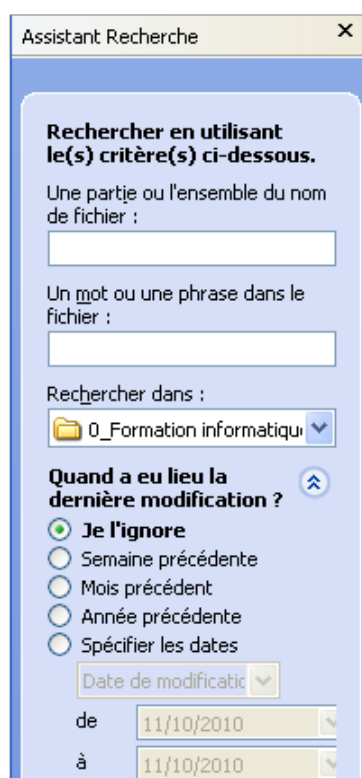 Assistant Recherche
Rechercher en utilisant
le(s) critère(s) ci-dessous.
Une partie ou l'ensemble du nom
de fichier :
Un mot ou une phrase dans le
fichier :
Rechercher dans :
0_Formation informatiqu
Quand a eu lieu la
dernière modification ?
Je l'ignore
Semaine précédente
Mois précédent
Année précédente
Spécifier les dates
Date de modificatic
de 11/10/2010
à 11/10/2010